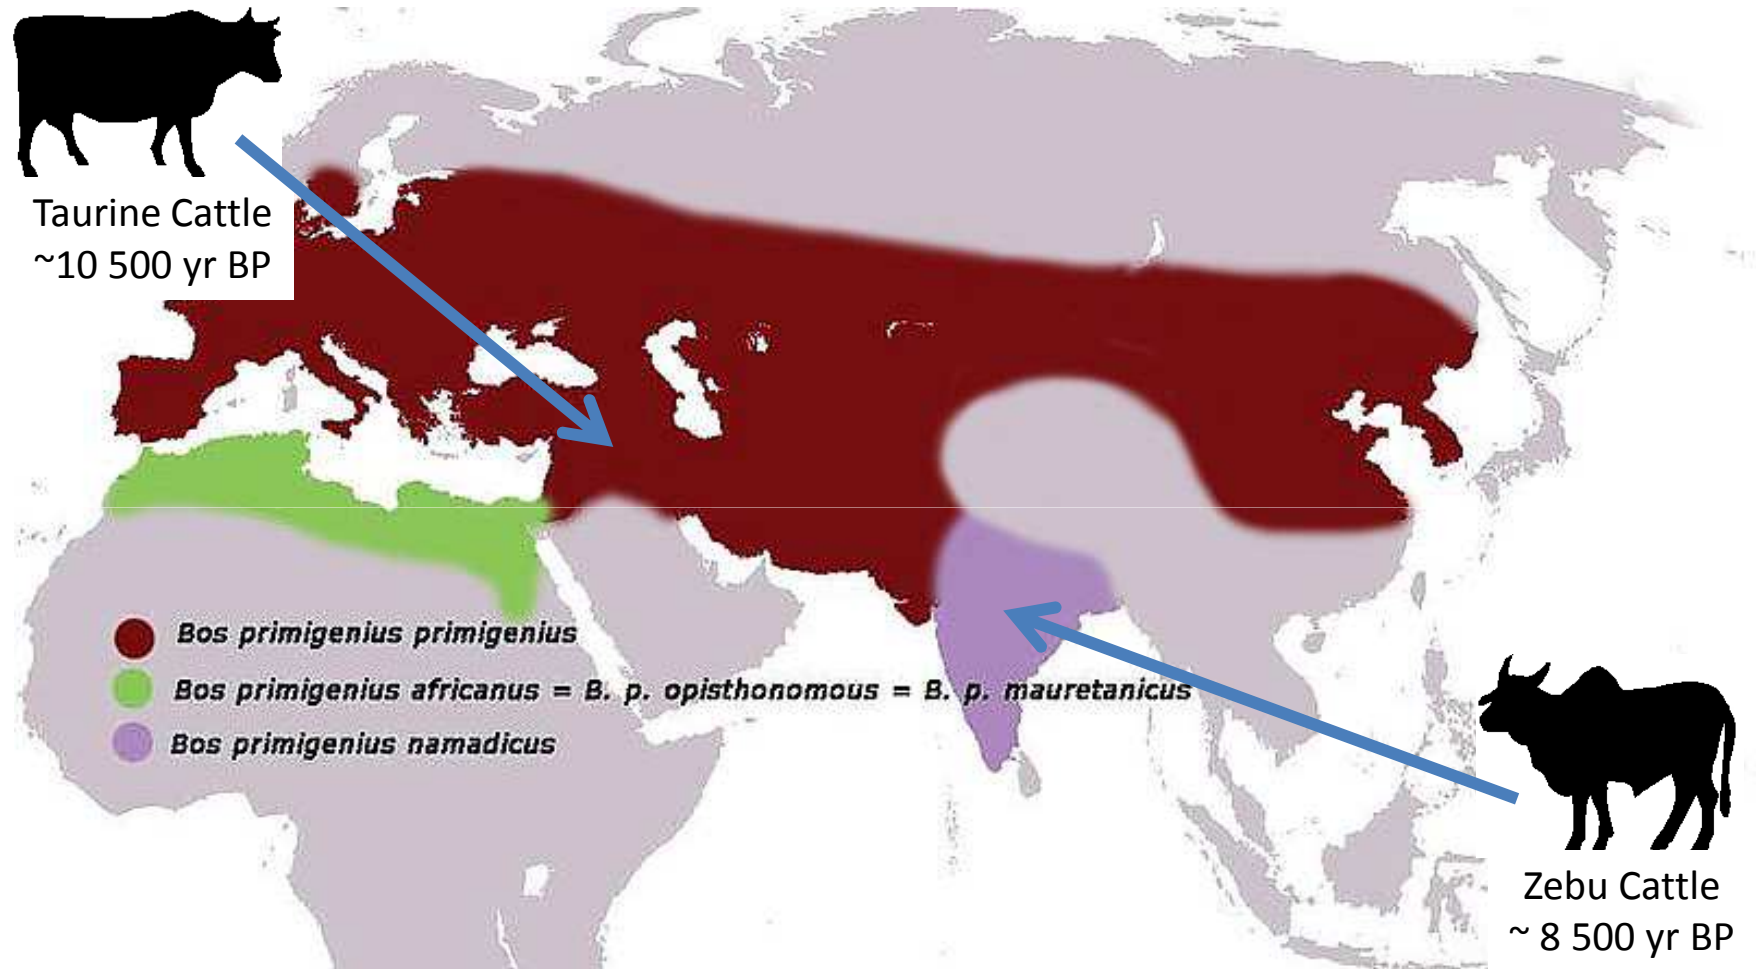 Taurine Cattle
~10 500 yr BP
Bos primigenius primigenius
Bos primigenius africanus = B. p. opisthonomous = B. p. mauretanicus
Bos primigenius namadicus
Zebu Cattle
~ 8 500 yr BP